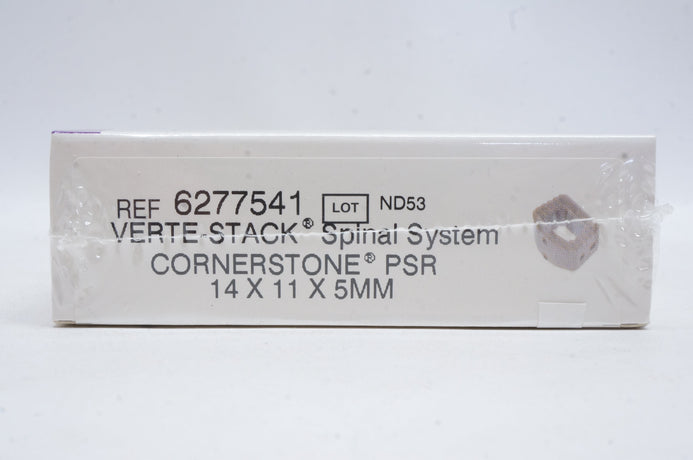 REF 6277541 LOT ND53
VERTE-STACK® Spinal System
CORNERSTONE® PSR
14 X 11 X 5MM